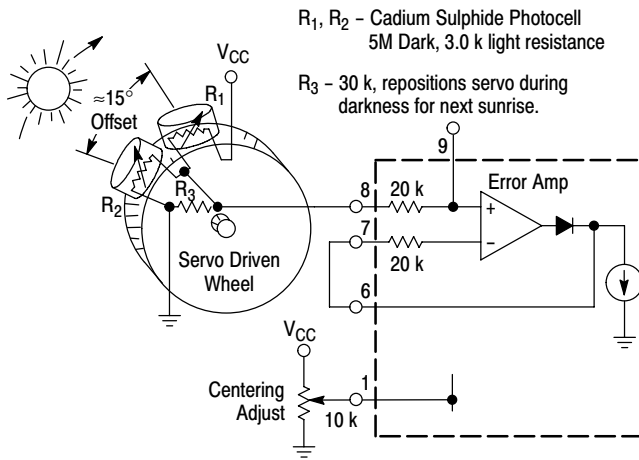 R1, R2 – Cadium Sulphide Photocell
5M Dark, 3.0 k light resistance
R3 – 30 k, repositions servo during
darkness for next sunrise.
VCC
≈15°
Offset
R1
R2
R3
Servo Driven
Wheel
9
8
20 k
Error Amp
+
7
–
20 k
6
VCC
Centering
Adjust
10 k
1